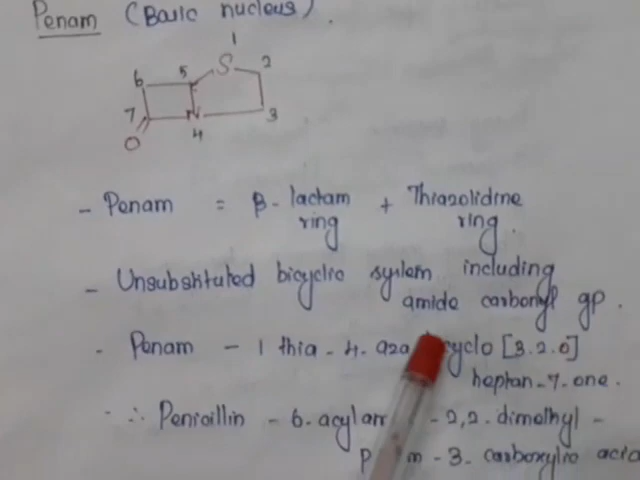 Penam (Basic nucleus).
1
S
2
6
5
7
N
3
O
4
- Penam = β-lactam ring + Thiazolidine ring.
- Unsubstituted bicyclic system including
amide carbonyl gp.
- Penam - 1 thia - 4. aza cyclo [3.2.0]
heptan-7-one.
∴ Penicillin - 6. acylam - 2,2. dimethyl -
p m - 3. carboxylic acid